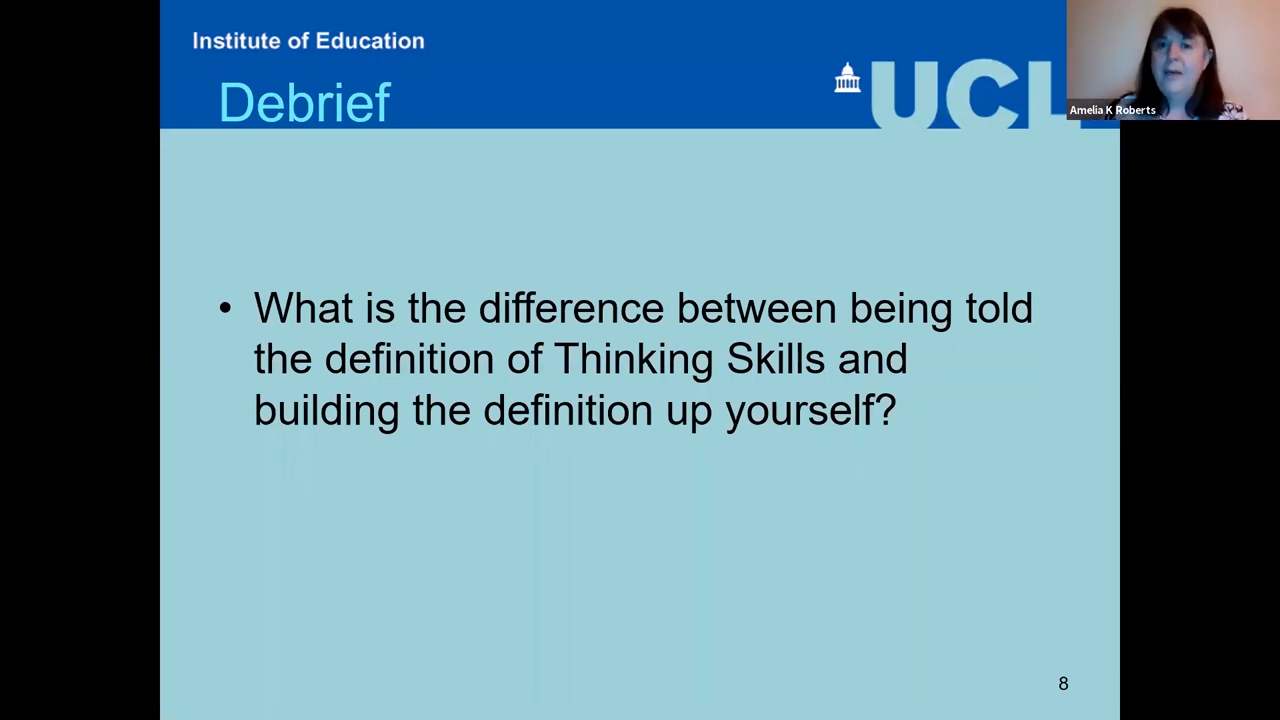 Institute of Education
Debrief
UCL
Amelia K Roberts
• What is the difference between being told
the definition of Thinking Skills and
building the definition up yourself?
8